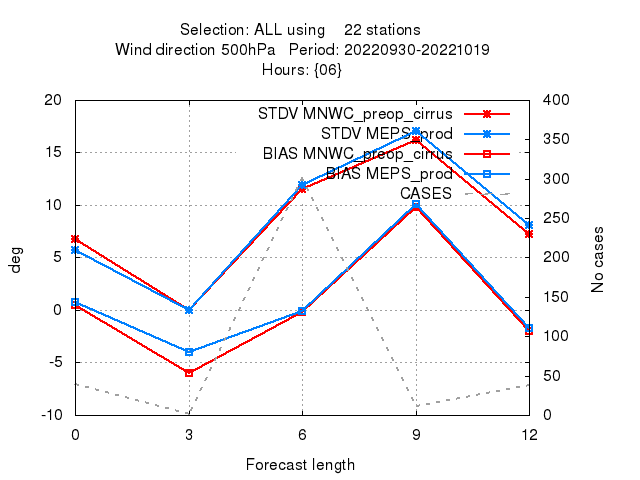 Selection: ALL using    22 stations
Wind direction 500hPa   Period: 20220930-20221019
Hours: {06}
20
15
10
5
0
-5
-10
deg
STDV MNWC_preop_cirrus
STDV MEPS_prod
BIAS MNWC_preop_cirrus
BIAS MEPS_prod
CASES
400
350
300
250
200
150
100
50
0
No cases
0 3 6 9 12
Forecast length